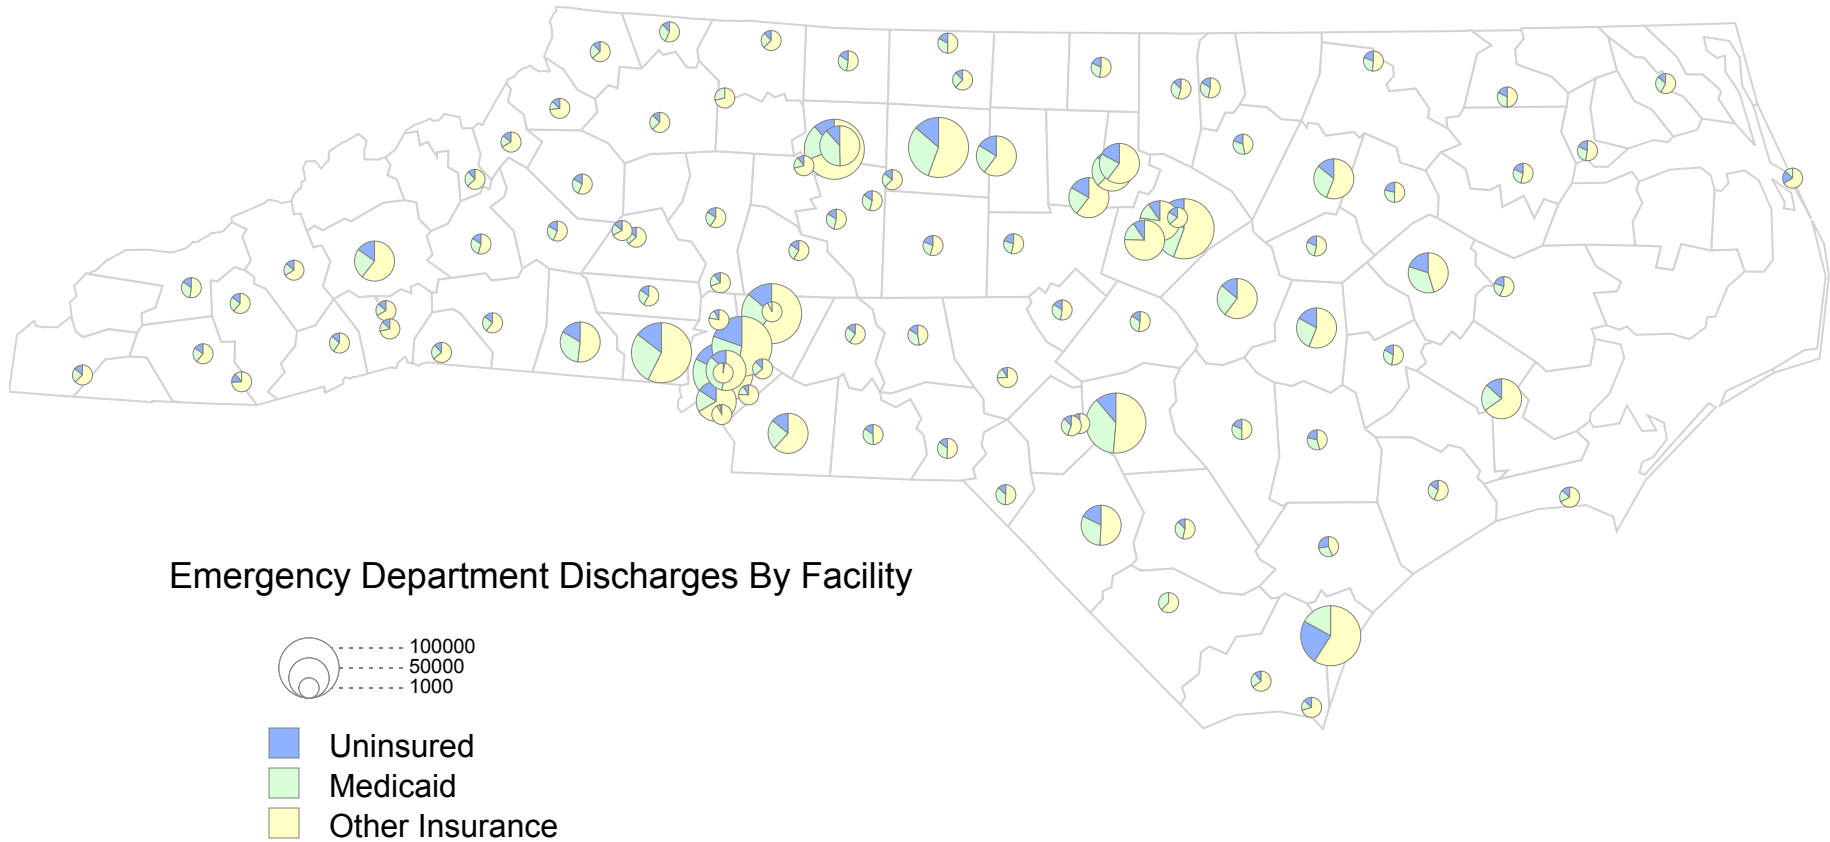 Emergency Department Discharges By Facility
100000
50000
1000
Uninsured
Medicaid
Other Insurance